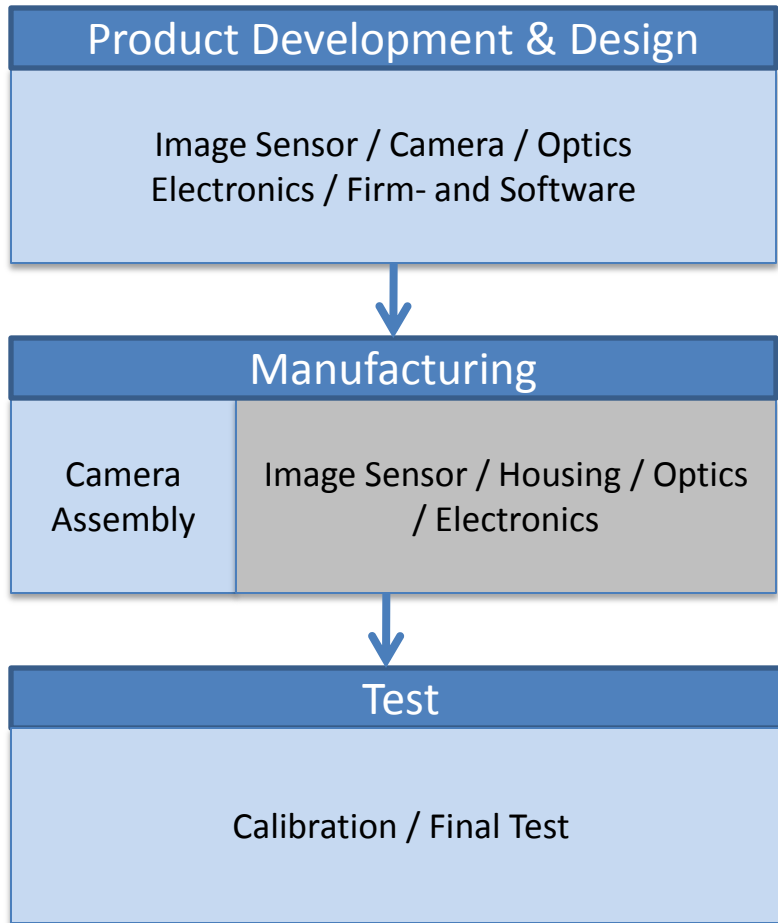 Product Development & Design
Image Sensor / Camera / Optics
Electronics / Firm- and Software
Manufacturing
Camera
Assembly
Image Sensor / Housing / Optics
/ Electronics
Test
Calibration / Final Test